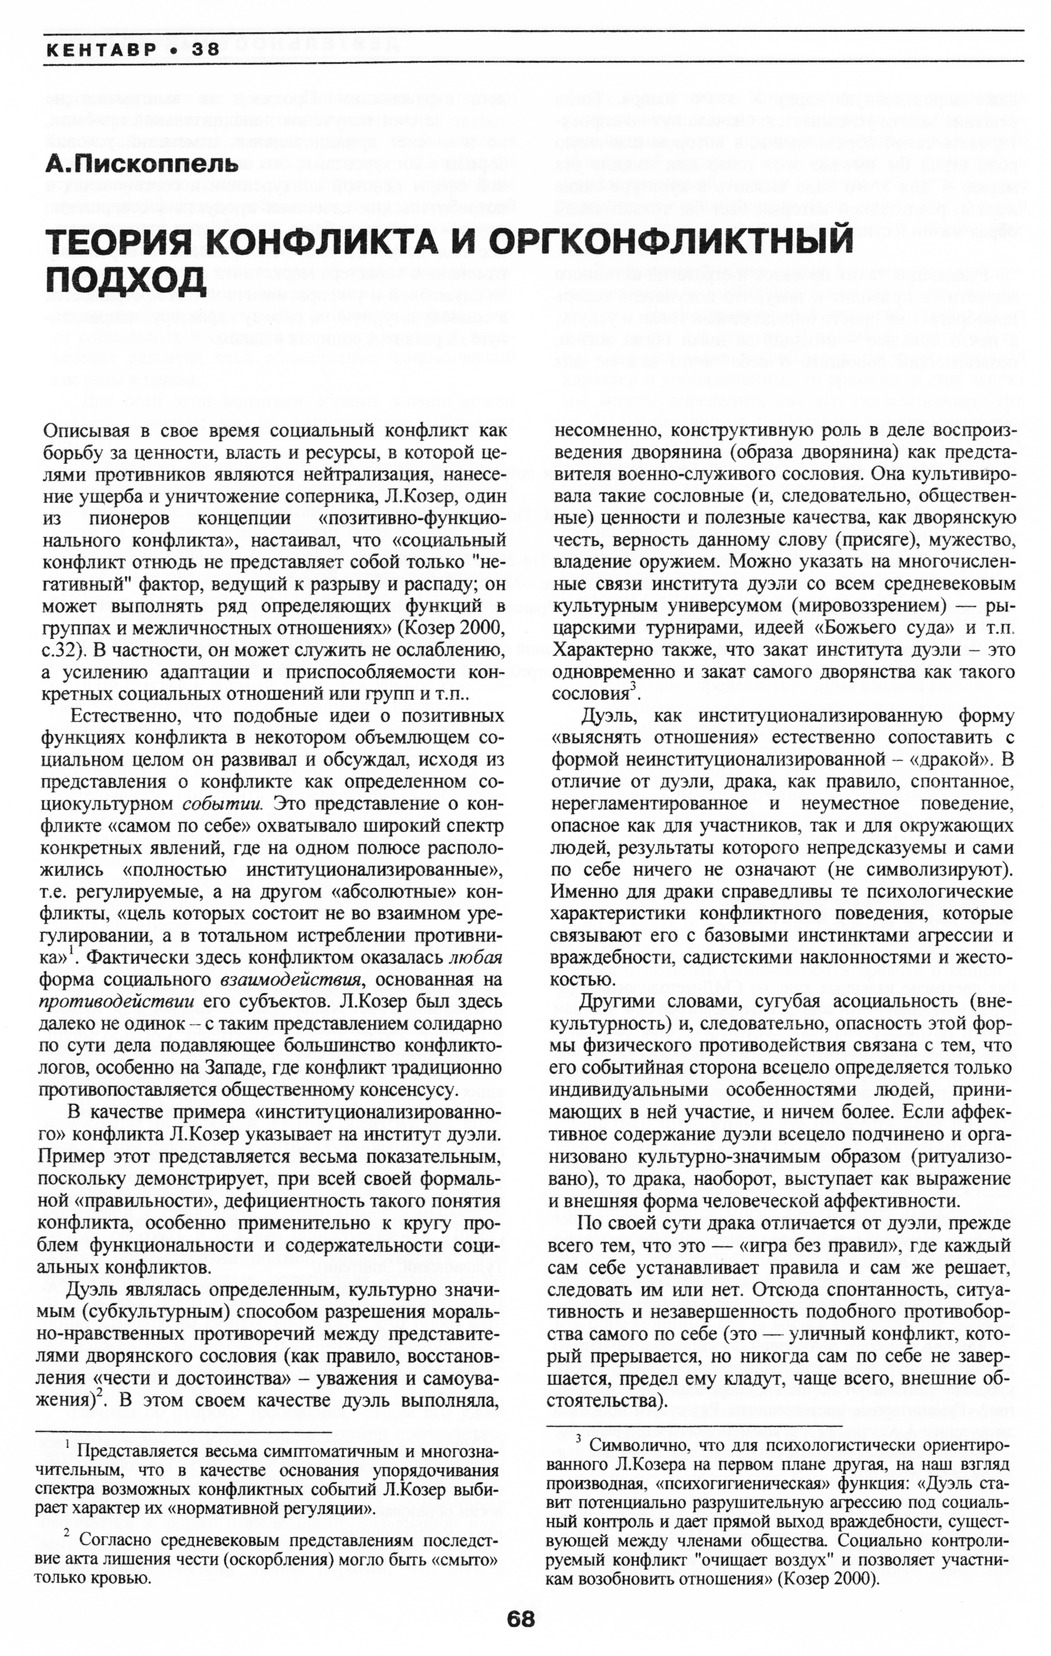 КЕНТАВР • 38
А.Пископпель
ТЕОРИЯ КОНФЛИКТА И ОРГКОНФЛИКТНЫЙ
ПОДХОД
Описывая в свое время социальный конфликт как
борьбу за ценности, власть и ресурсы, в которой це-
лями противников являются нейтрализация, нанесе-
ние ущерба и уничтожение соперника, Л.Козер, один
из пионеров концепции «позитивно-функцио-
нального конфликта», настаивал, что «социальный
конфликт отнюдь не представляет собой только "не-
гативный" фактор, ведущий к разрыву и распаду; он
может выполнять ряд определяющих функций в
группах и межличностных отношениях» (Козер 2000,
с.32). В частности, он может служить не ослаблению,
а усилению адаптации и приспособляемости кон-
кретных социальных отношений или групп и т.п..
Естественно, что подобные идеи о позитивных
функциях конфликта в некотором объемлющем со-
циальном целом он развивал и обсуждал, исходя из
представления о конфликте как определенном со-
циокультурном событии. Это представление о кон-
фликте «самом по себе» охватывало широкий спектр
конкретных явлений, где на одном полюсе располо-
жились «полностью институционализированные»,
т.е. регулируемые, а на другом «абсолютные» кон-
фликты, «цель которых состоит не во взаимном уре-
гулировании, а в тотальном истреблении противни-
ка»¹. Фактически здесь конфликтом оказалась любая
форма социального взаимодействия, основанная на
противодействии его субъектов. Л.Козер был здесь
далеко не одинок – с таким представлением солидарно
по сути дела подавляющее большинство конфликто-
логов, особенно на Западе, где конфликт традиционно
противопоставляется общественному консенсусу.
В качестве примера «институционализированно-
го» конфликта Л.Козер указывает на институт дуэли.
Пример этот представляется весьма показательным,
поскольку демонстрирует, при всей своей формаль-
ной «правильности», дефициентность такого понятия
конфликта, особенно применительно к кругу про-
блем функциональности и содержательности соци-
альных конфликтов.
Дуэль являлась определенным, культурно значи-
мым (субкультурным) способом разрешения мораль-
но-нравственных противоречий между представите-
лями дворянского сословия (как правило, восстанов-
ления «чести и достоинства» – уважения и самоува-
жения)². В этом своем качестве дуэль выполняла,
¹ Представляется весьма симптоматичным и многозна-
чительным, что в качестве основания упорядочивания
спектра возможных конфликтных событий Л.Козер выби-
рает характер их «нормативной регуляции».
² Согласно средневековым представлениям последст-
вие акта лишения чести (оскорбления) могло быть «смыто»
только кровью.
несомненно, конструктивную роль в деле воспроиз-
ведения дворянина (образа дворянина) как предста-
вителя военно-служивого сословия. Она культивиро-
вала такие сословные (и, следовательно, обществен-
ные) ценности и полезные качества, как дворянскую
честь, верность данному слову (присяге), мужество,
владение оружием. Можно указать на многочислен-
ные связи института дуэли со всем средневековым
культурным универсумом (мировоззрением) — ры-
царскими турнирами, идеей «Божьего суда» и т.п.
Характерно также, что закат института дуэли – это
одновременно и закат самого дворянства как такого
сословия³.
Дуэль, как институционализированную форму
«выяснять отношения» естественно сопоставить с
формой неинституционализированной – «дракой». В
отличие от дуэли, драка, как правило, спонтанное,
нерегламентированное и неуместное поведение,
опасное как для участников, так и для окружающих
людей, результаты которого непредсказуемы и сами
по себе ничего не означают (не символизируют).
Именно для драки справедливы те психологические
характеристики конфликтного поведения, которые
связывают его с базовыми инстинктами агрессии и
враждебности, садистскими наклонностями и жесто-
костью.
Другими словами, сугубая асоциальность (вне-
культурность) и, следовательно, опасность этой фор-
мы физического противодействия связана с тем, что
его событийная сторона всецело определяется только
индивидуальными особенностями людей, прини-
мающих в ней участие, и ничем более. Если аффек-
тивное содержание дуэли всецело подчинено и орга-
низовано культурно-значимым образом (ритуализо-
вано), то драка, наоборот, выступает как выражение
и внешняя форма человеческой аффективности.
По своей сути драка отличается от дуэли, прежде
всего тем, что это — «игра без правил», где каждый
сам себе устанавливает правила и сам же решает,
следовать им или нет. Отсюда спонтанность, ситуа-
тивность и незавершенность подобного противобор-
ства самого по себе (это — уличный конфликт, кото-
рый прерывается, но никогда сам по себе не завер-
шается, предел ему кладут, чаще всего, внешние об-
стоятельства).
³ Символично, что для психологистически ориентиро-
ванного Л.Козера на первом плане другая, на наш взгляд
производная, «психогигиеническая» функция: «Дуэль ста-
вит потенциально разрушительную агрессию под социаль-
ный контроль и дает прямой выход враждебности, сущест-
вующей между членами общества. Социально контроли-
руемый конфликт "очищает воздух" и позволяет участни-
кам возобновить отношения» (Козер 2000).
68